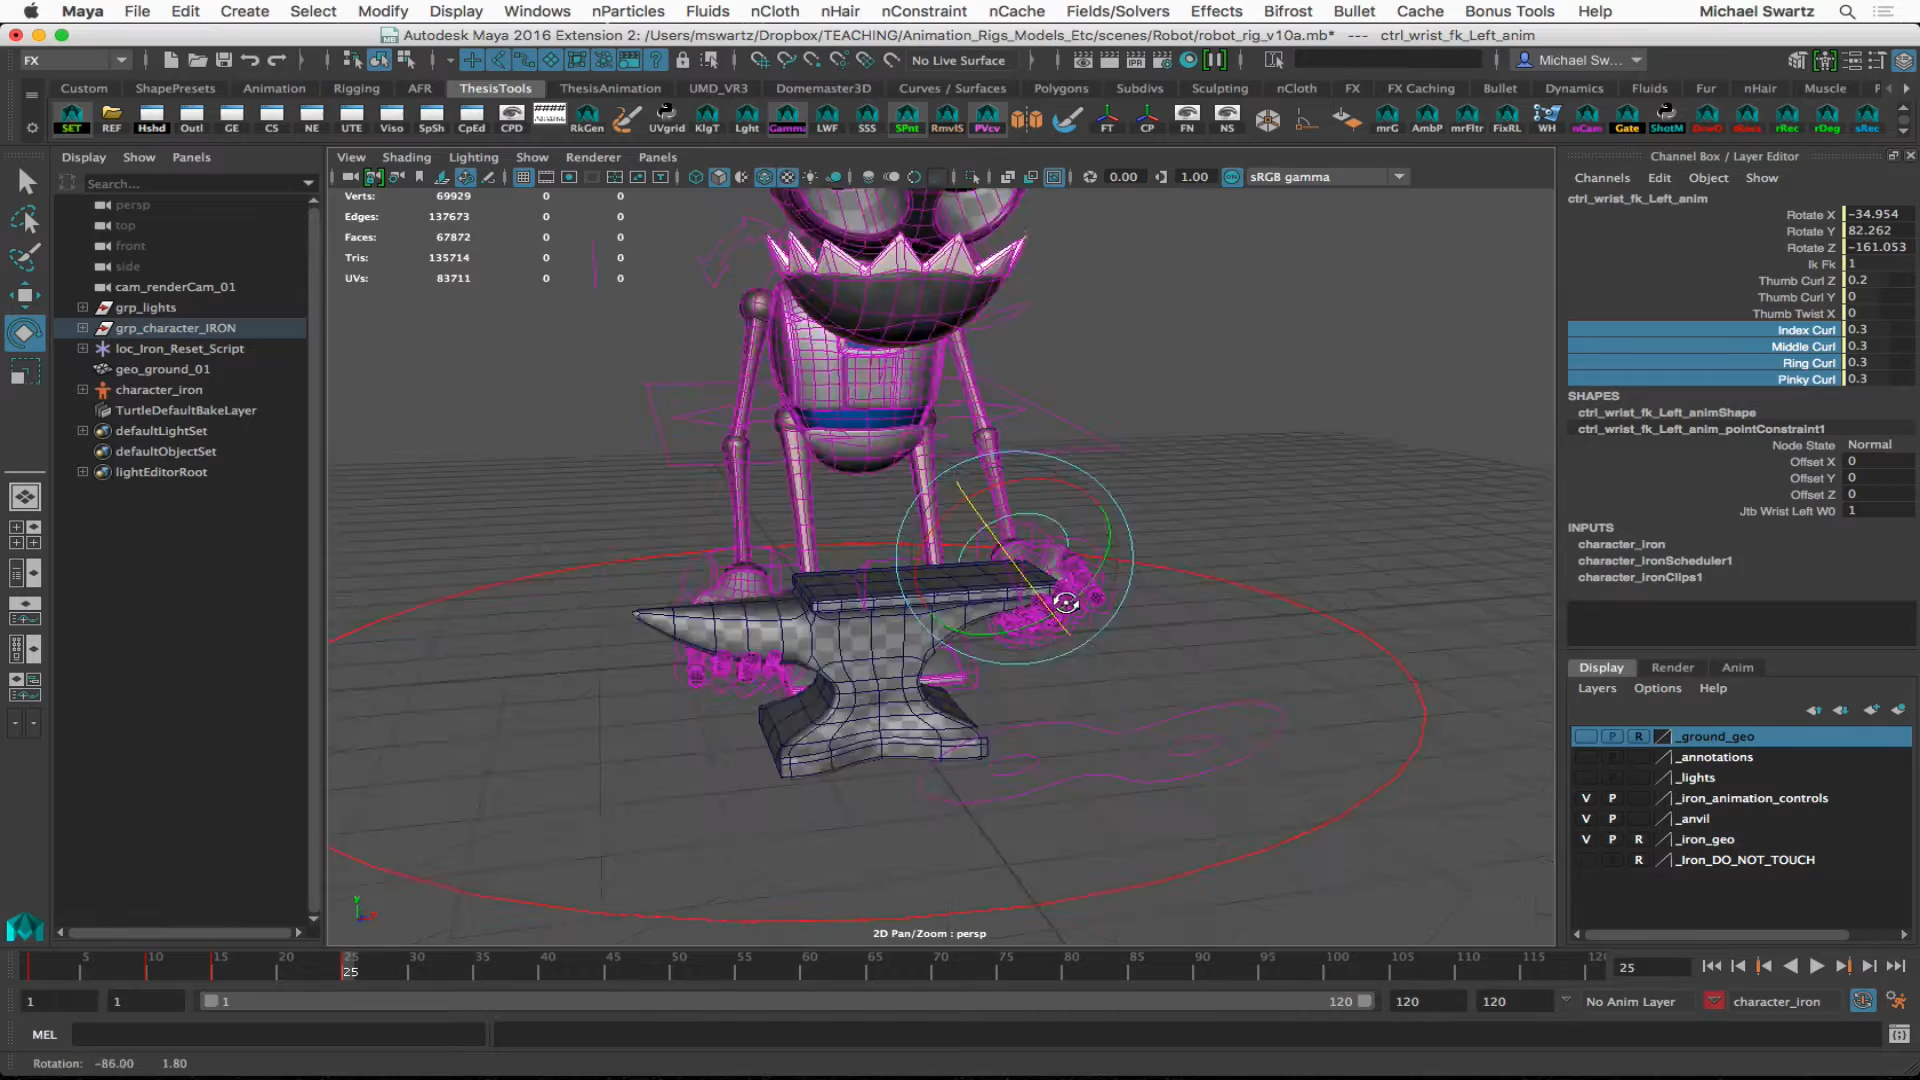 Maya File Edit Create Select Modify Display Windows nParticles Fluids nCloth nHair nConstraint nCache Fields/Solvers Effects Bifrost Bullet Cache Bonus Tools Help Michael Swartz
Autodesk Maya 2016 Extension 2: /Users/mswartz/Dropbox/TEACHING/Animation_Rigs_Models_Etc/scenes/Robot/robot_rig_v10a.mb* --- ctrl_wrist_fk_Left_anim
FX No Live Surface Michael Sw...
Custom ShapePresets Animation Rigging AFR ThesisTools ThesisAnimation UMD_VR3 Domemaster3D Curves / Surfaces Polygons Subdivs Sculpting nCloth FX FX Caching Bullet Dynamics Fluids Fur nHair Muscle
SET REF Hshd Outl GE CS NE UTE Viso SpSh CpEd CPD RkGen UVgrid KlgT Lght Gamma LWF SSS SPnt RmvIS PVcv FT CP FN NS mrG AmbP mrFltr FixRL WH nCam Gate ShotM rRec rDeg sRec
Display Show Panels
Search...
persp
top
front
side
cam_renderCam_01
grp_lights
grp_character_IRON
loc_Iron_Reset_Script
geo_ground_01
character_iron
TurtleDefaultBakeLayer
defaultLightSet
defaultObjectSet
lightEditorRoot
View Shading Lighting Show Renderer Panels
0.00 1.00 sRGB gamma
Verts: 69929 0 0
Edges: 137673 0 0
Faces: 67872 0 0
Tris: 135714 0 0
UVs: 83711 0 0
2D Pan/Zoom : persp
Channel Box / Layer Editor
Channels Edit Object Show
ctrl_wrist_fk_Left_anim
Rotate X -34.954
Rotate Y 82.262
Rotate Z -161.053
Ik Fk 1
Thumb Curl Z 0.2
Thumb Curl Y 0
Thumb Twist X 0
Index Curl 0.3
Middle Curl 0.3
Ring Curl 0.3
Pinky Curl 0.3
SHAPES
ctrl_wrist_fk_Left_animShape
ctrl_wrist_fk_Left_anim_pointConstraint1
Node State Normal
Offset X 0
Offset Y 0
Offset Z 0
Jtb Wrist Left W0 1
INPUTS
character_iron
character_ironScheduler1
character_ironClips1
Display Render Anim
Layers Options Help
P R _ground_geo
_annotations
_lights
V P _iron_animation_controls
V P _anvil
V P R _iron_geo
R _Iron_DO_NOT_TOUCH
5 10 15 20 25 30 35 40 45 50 55 60 65 70 75 80 85 90 95 100 105 110 115 25
25
1 1 1 120 120 120 No Anim Layer character_iron
MEL
Rotation: -86.00 1.80